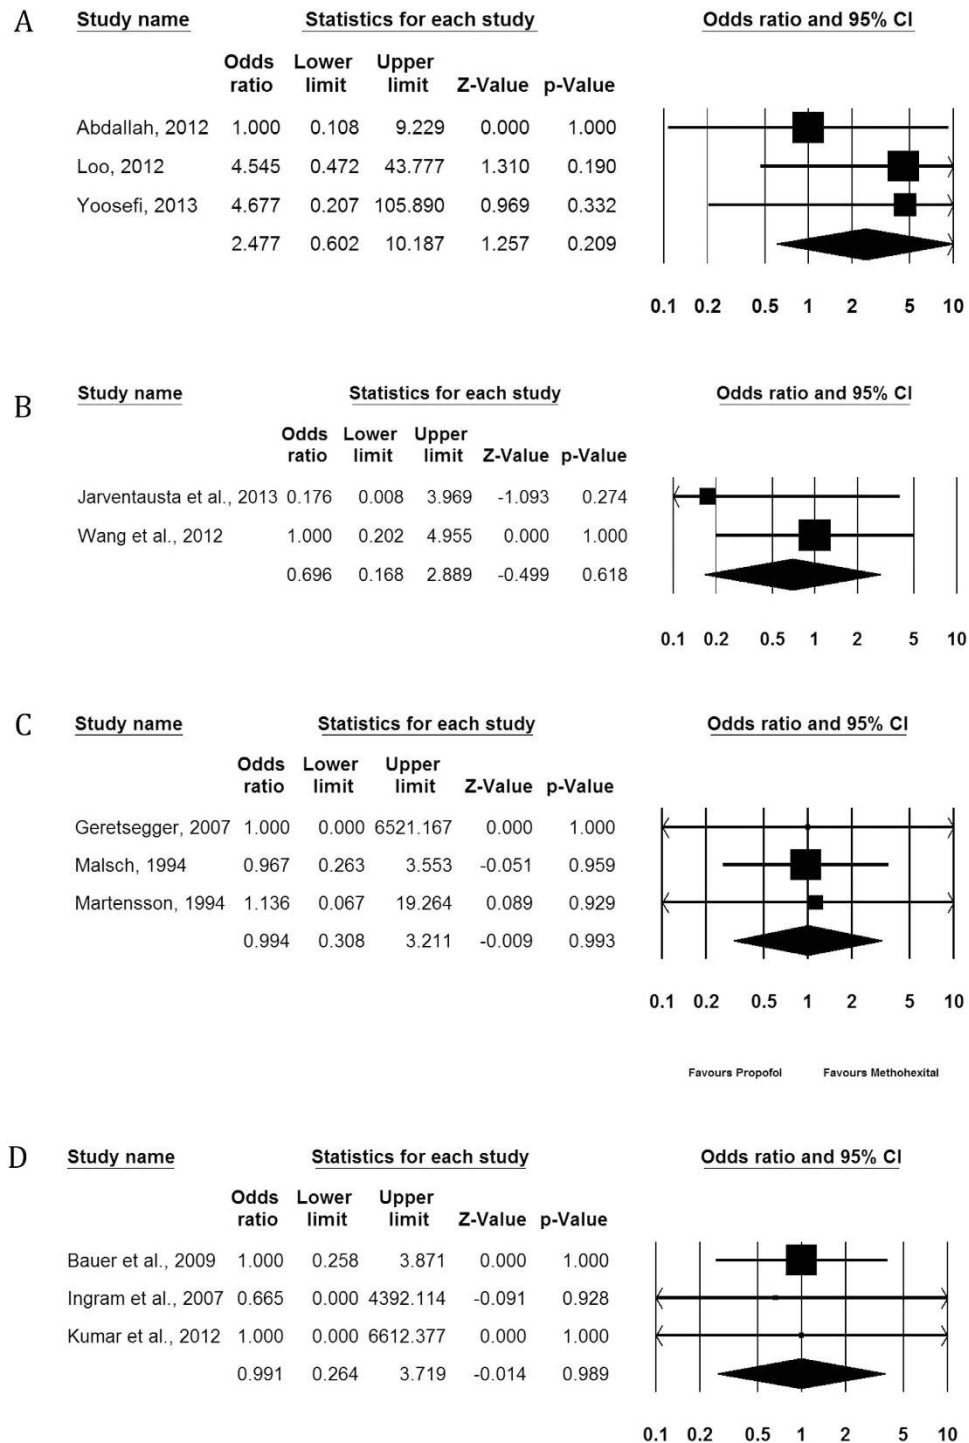 A Study name Statistics for each study Odds ratio and 95% CI
Odds Lower Upper
ratio limit limit Z-Value p-Value
Abdallah, 2012 1.000 0.108 9.229 0.000 1.000
Loo, 2012 4.545 0.472 43.777 1.310 0.190
Yoosefi, 2013 4.677 0.207 105.890 0.969 0.332
2.477 0.602 10.187 1.257 0.209
0.1 0.2 0.5 1 2 5 10
B Study name Statistics for each study Odds ratio and 95% CI
Odds Lower Upper
ratio limit limit Z-Value p-Value
Jarventausta et al., 2013 0.176 0.008 3.969 -1.093 0.274
Wang et al., 2012 1.000 0.202 4.955 0.000 1.000
0.696 0.168 2.889 -0.499 0.618
0.1 0.2 0.5 1 2 5 10
C Study name Statistics for each study Odds ratio and 95% CI
Odds Lower Upper
ratio limit limit Z-Value p-Value
Geretsegger, 2007 1.000 0.000 6521.167 0.000 1.000
Malsch, 1994 0.967 0.263 3.553 -0.051 0.959
Martensson, 1994 1.136 0.067 19.264 0.089 0.929
0.994 0.308 3.211 -0.009 0.993
0.1 0.2 0.5 1 2 5 10
Favours Propofol Favours Methohexital
D Study name Statistics for each study Odds ratio and 95% CI
Odds Lower Upper
ratio limit limit Z-Value p-Value
Bauer et al., 2009 1.000 0.258 3.871 0.000 1.000
Ingram et al., 2007 0.665 0.000 4392.114 -0.091 0.928
Kumar et al., 2012 1.000 0.000 6612.377 0.000 1.000
0.991 0.264 3.719 -0.014 0.989
0.1 0.2 0.5 1 2 5 10